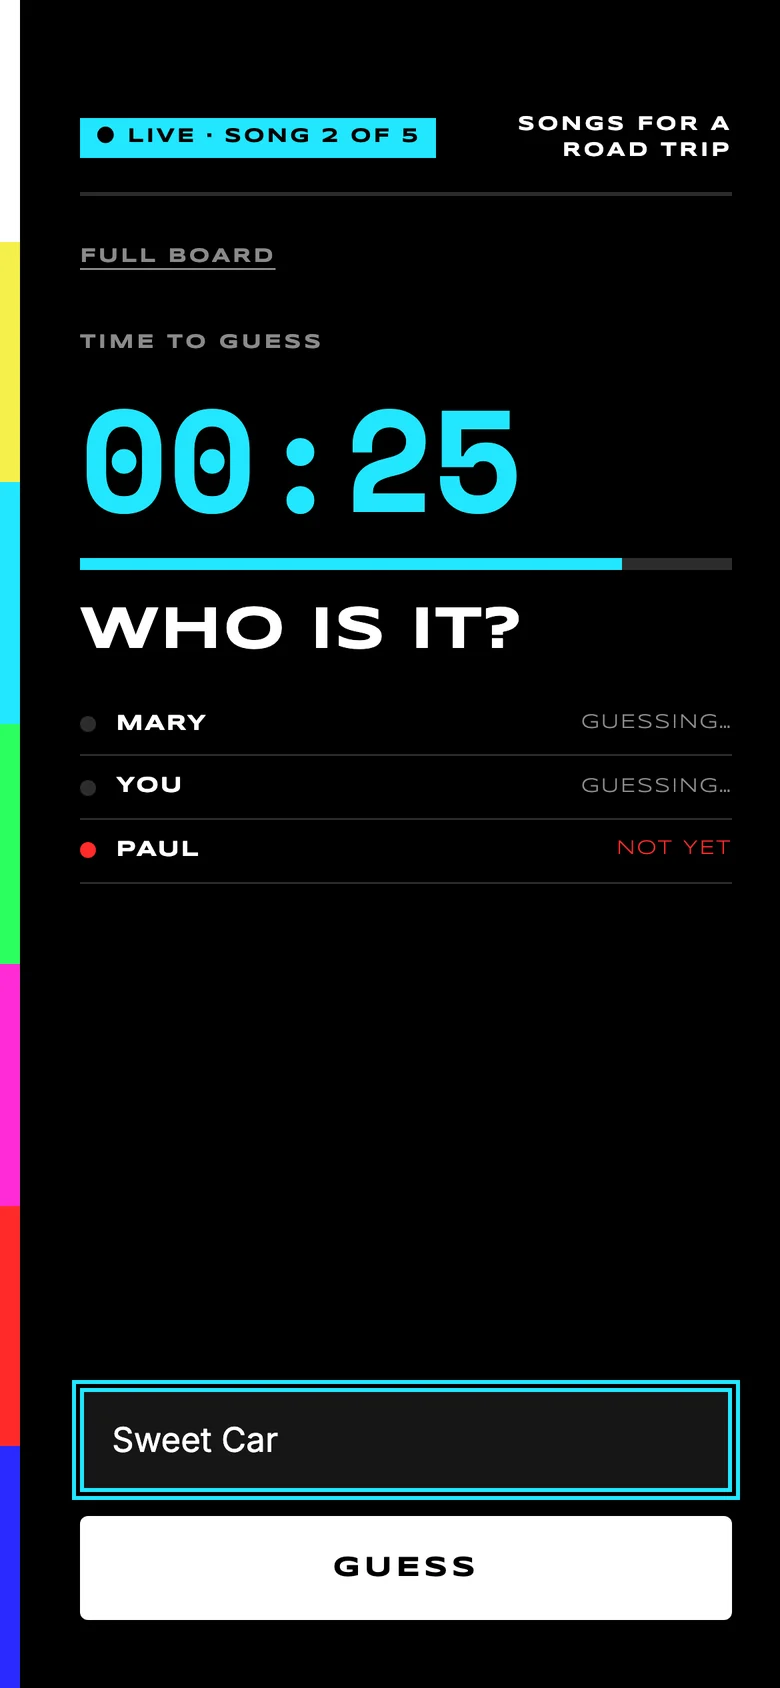 LIVE · SONG 2 OF 5
SONGS FOR A
ROAD TRIP
FULL BOARD
TIME TO GUESS
00:25
WHO IS IT?
MARY GUESSING…
YOU GUESSING…
PAUL NOT YET
Sweet Car
GUESS